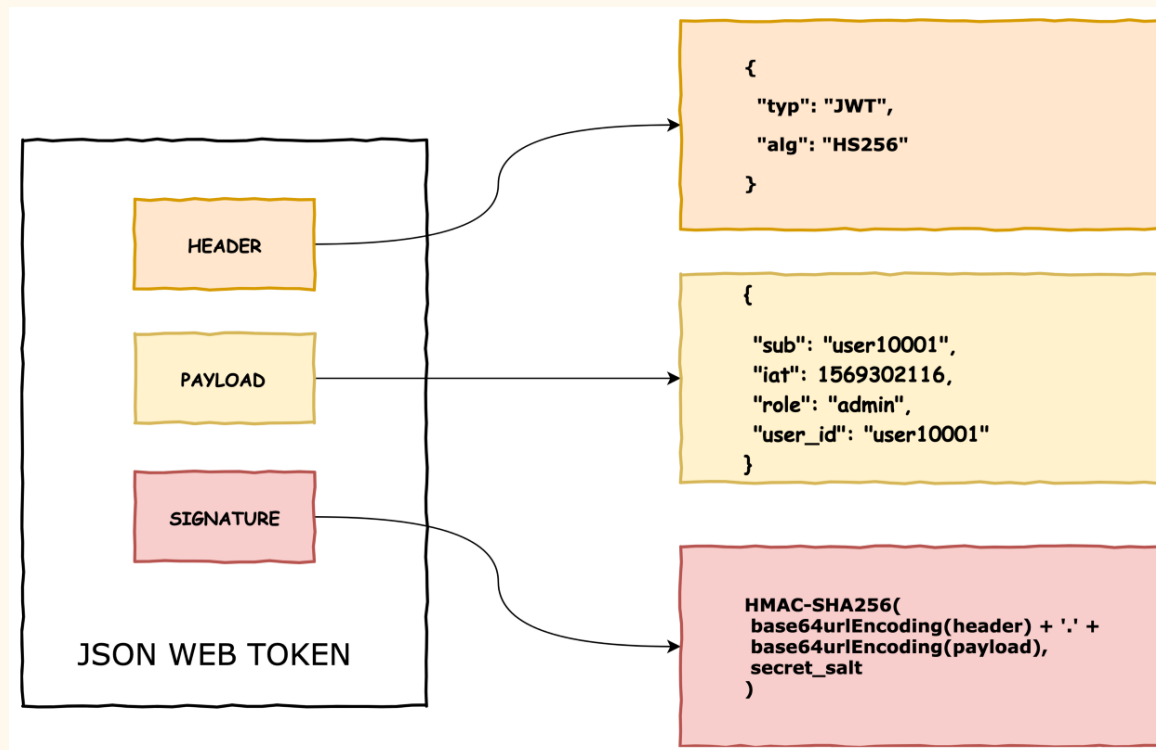 HEADER
PAYLOAD
SIGNATURE
JSON WEB TOKEN
{
"typ": "JWT",
"alg": "HS256"
}
{
"sub": "user10001",
"iat": 1569302116,
"role": "admin",
"user_id": "user10001"
}
HMAC-SHA256(
base64urlEncoding(header) + '.' +
base64urlEncoding(payload),
secret_salt
)